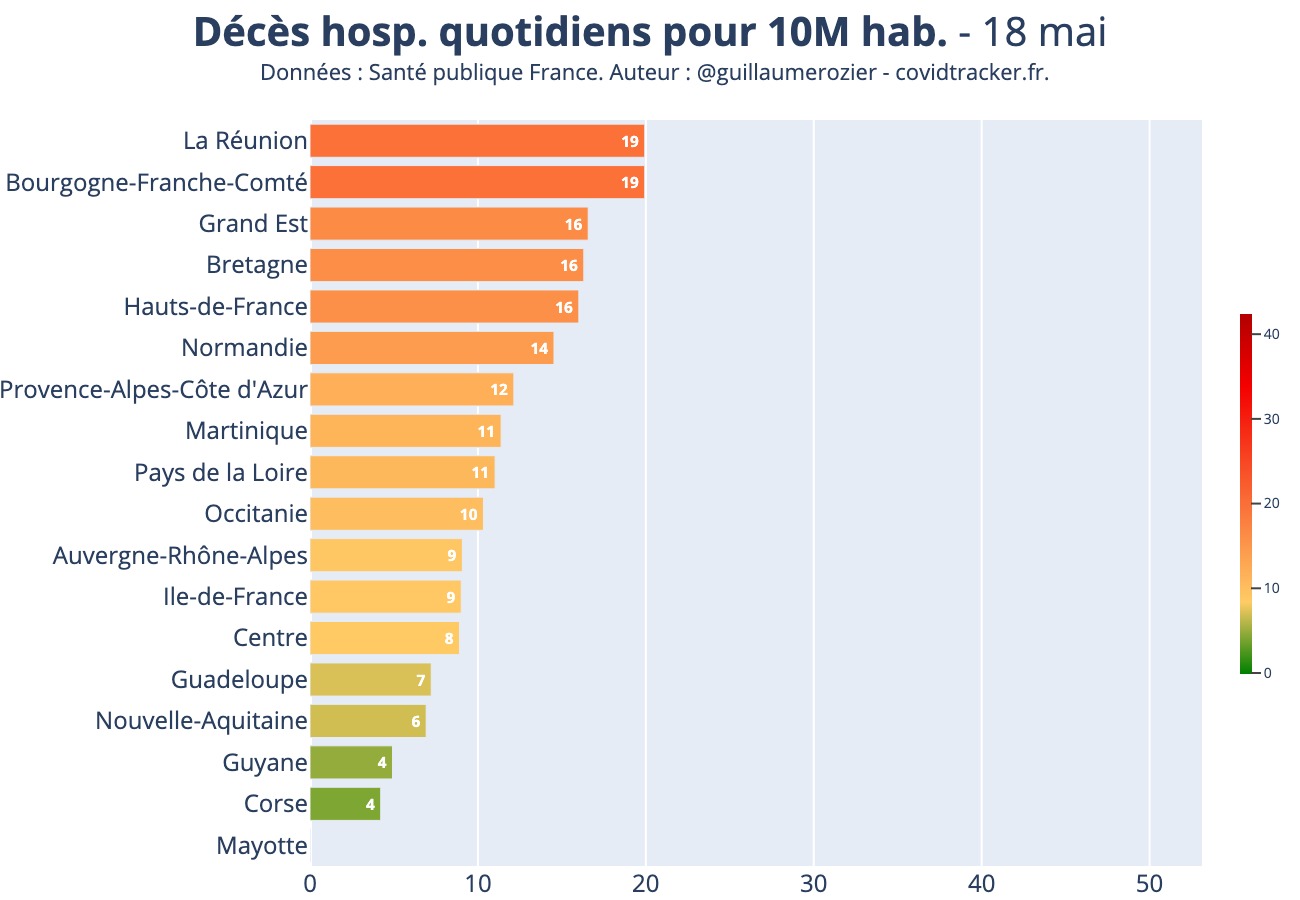 Décès hosp. quotidiens pour 10M hab. - 18 mai
Données : Santé publique France. Auteur : @guillaumerozier - covidtracker.fr.
La Réunion 19
Bourgogne-Franche-Comté 19
Grand Est 16
Bretagne 16
Hauts-de-France 16
Normandie 14
Provence-Alpes-Côte d'Azur 12
Martinique 11
Pays de la Loire 11
Occitanie 10
Auvergne-Rhône-Alpes 9
Ile-de-France 9
Centre 8
Guadeloupe 7
Nouvelle-Aquitaine 6
Guyane 4
Corse 4
Mayotte
0 10 20 30 40 50
40
30
20
10
0